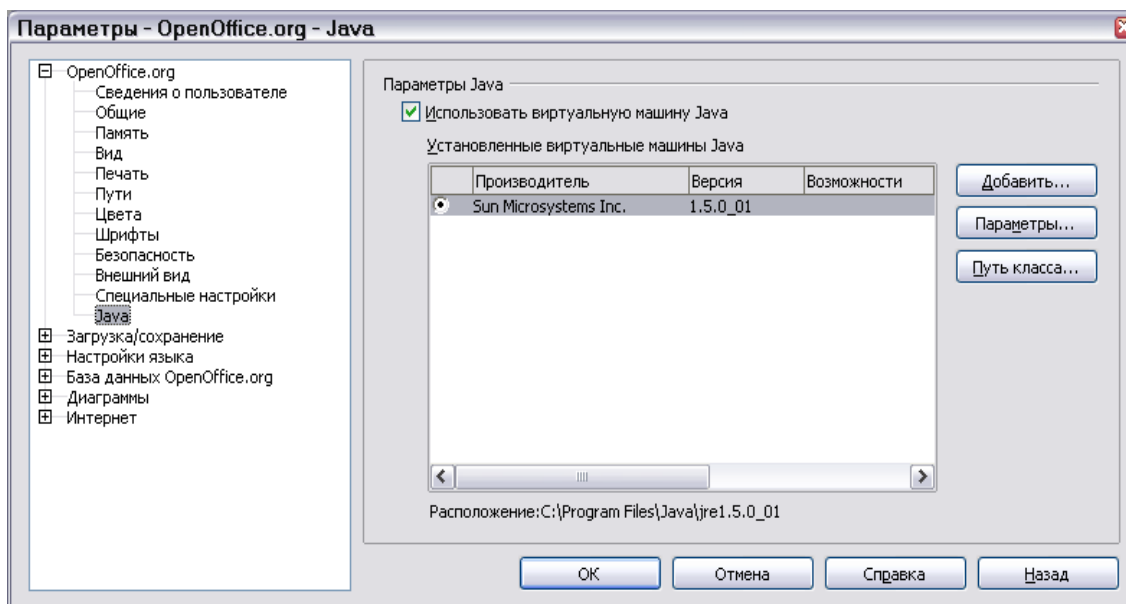 Параметры - OpenOffice.org - Java
OpenOffice.org
Сведения о пользователе
Общие
Память
Вид
Печать
Пути
Цвета
Шрифты
Безопасность
Внешний вид
Специальные настройки
Java
Загрузка/сохранение
Настройки языка
База данных OpenOffice.org
Диаграммы
Интернет
Параметры Java
Использовать виртуальную машину Java
Установленные виртуальные машины Java
Производитель Версия Возможности
Sun Microsystems Inc. 1.5.0_01
Добавить...
Параметры...
Путь класса...
Расположение:C:\Program Files\Java\jre1.5.0_01
ОК Отмена Справка Назад